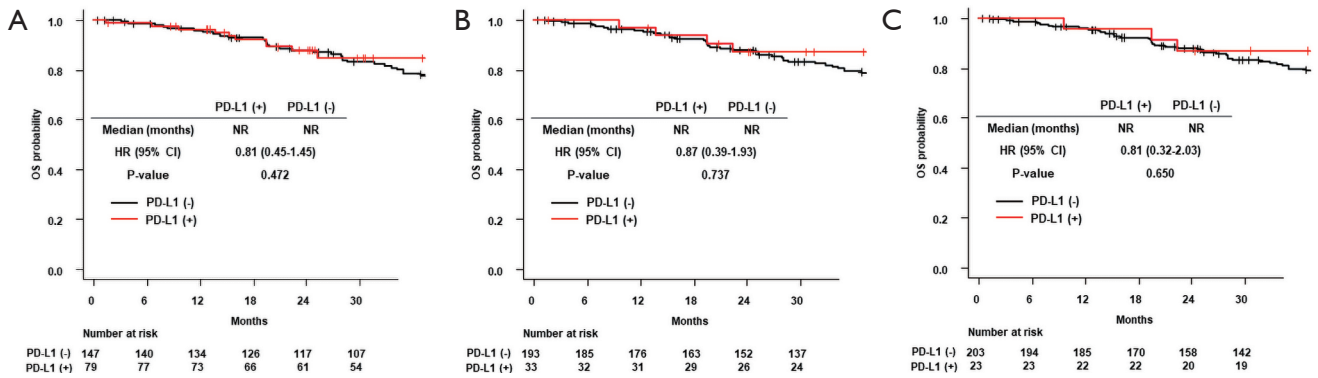 A
1.0
0.8
0.6
0.4
0.2
0.0
OS probability
PD-L1 (+) PD-L1 (-)
Median (months) NR NR
HR (95% CI) 0.81 (0.45-1.45)
P-value 0.472
PD-L1 (-)
PD-L1 (+)
0 6 12 18 24 30
Months
Number at risk
PD-L1 (-) 147 140 134 126 117 107
PD-L1 (+) 79 77 73 66 61 54
B
1.0
0.8
0.6
0.4
0.2
0.0
OS probability
PD-L1 (+) PD-L1 (-)
Median (months) NR NR
HR (95% CI) 0.87 (0.39-1.93)
P-value 0.737
PD-L1 (-)
PD-L1 (+)
0 6 12 18 24 30
Months
Number at risk
PD-L1 (-) 193 185 176 163 152 137
PD-L1 (+) 33 32 31 29 26 24
C
1.0
0.8
0.6
0.4
0.2
0.0
OS probability
PD-L1 (+) PD-L1 (-)
Median (months) NR NR
HR (95% CI) 0.81 (0.32-2.03)
P-value 0.650
PD-L1 (-)
PD-L1 (+)
0 6 12 18 24 30
Months
Number at risk
PD-L1 (-) 203 194 185 170 158 142
PD-L1 (+) 23 23 22 22 20 19